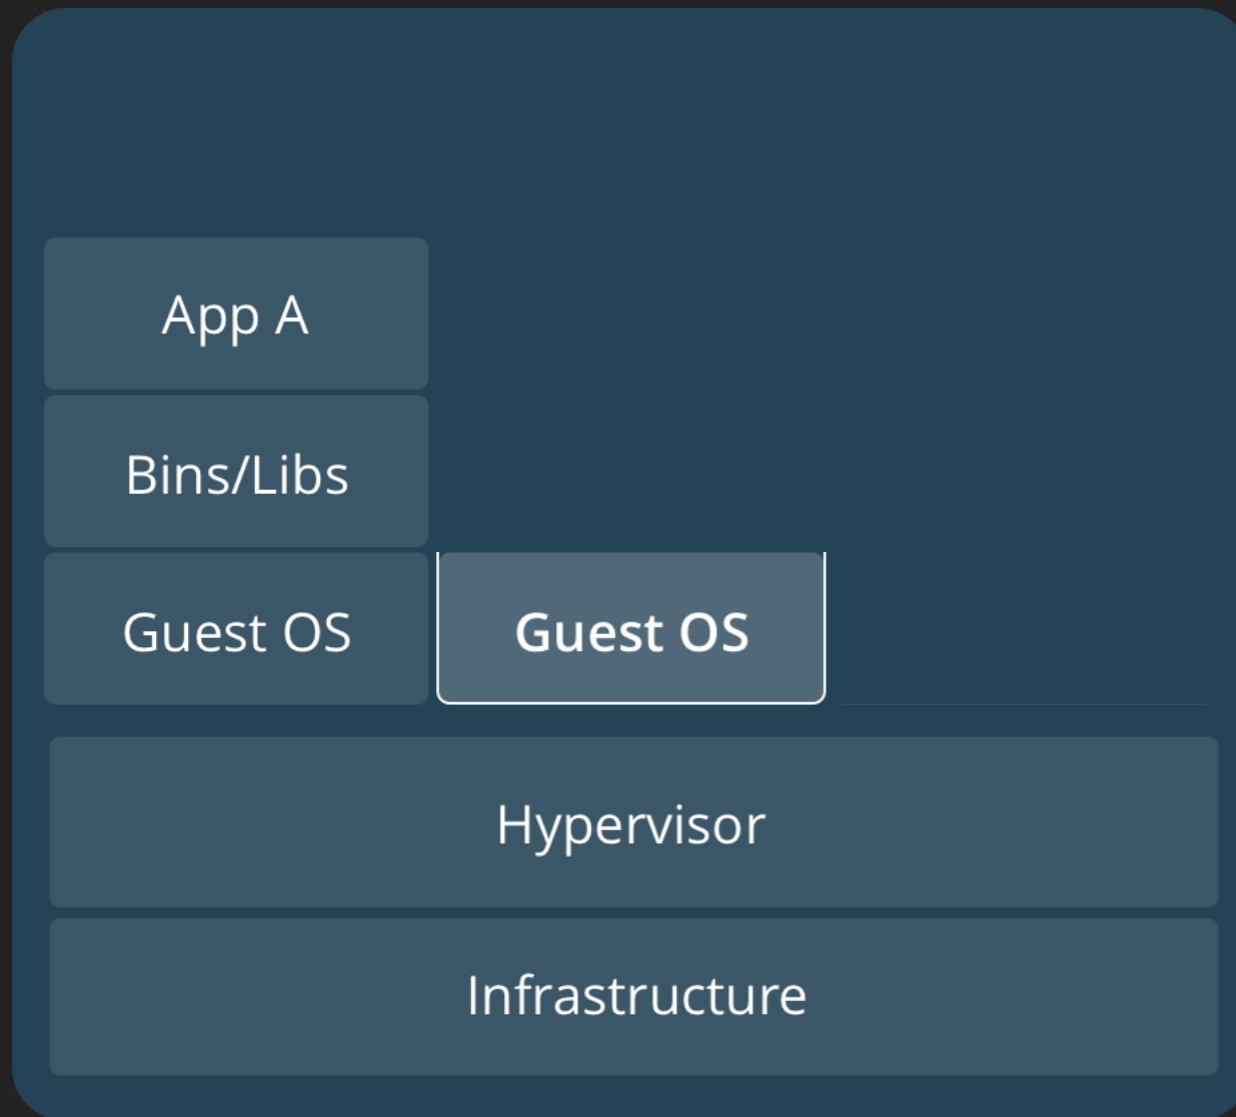 App A
Bins/Libs
Guest OS
Guest OS
Hypervisor
Infrastructure